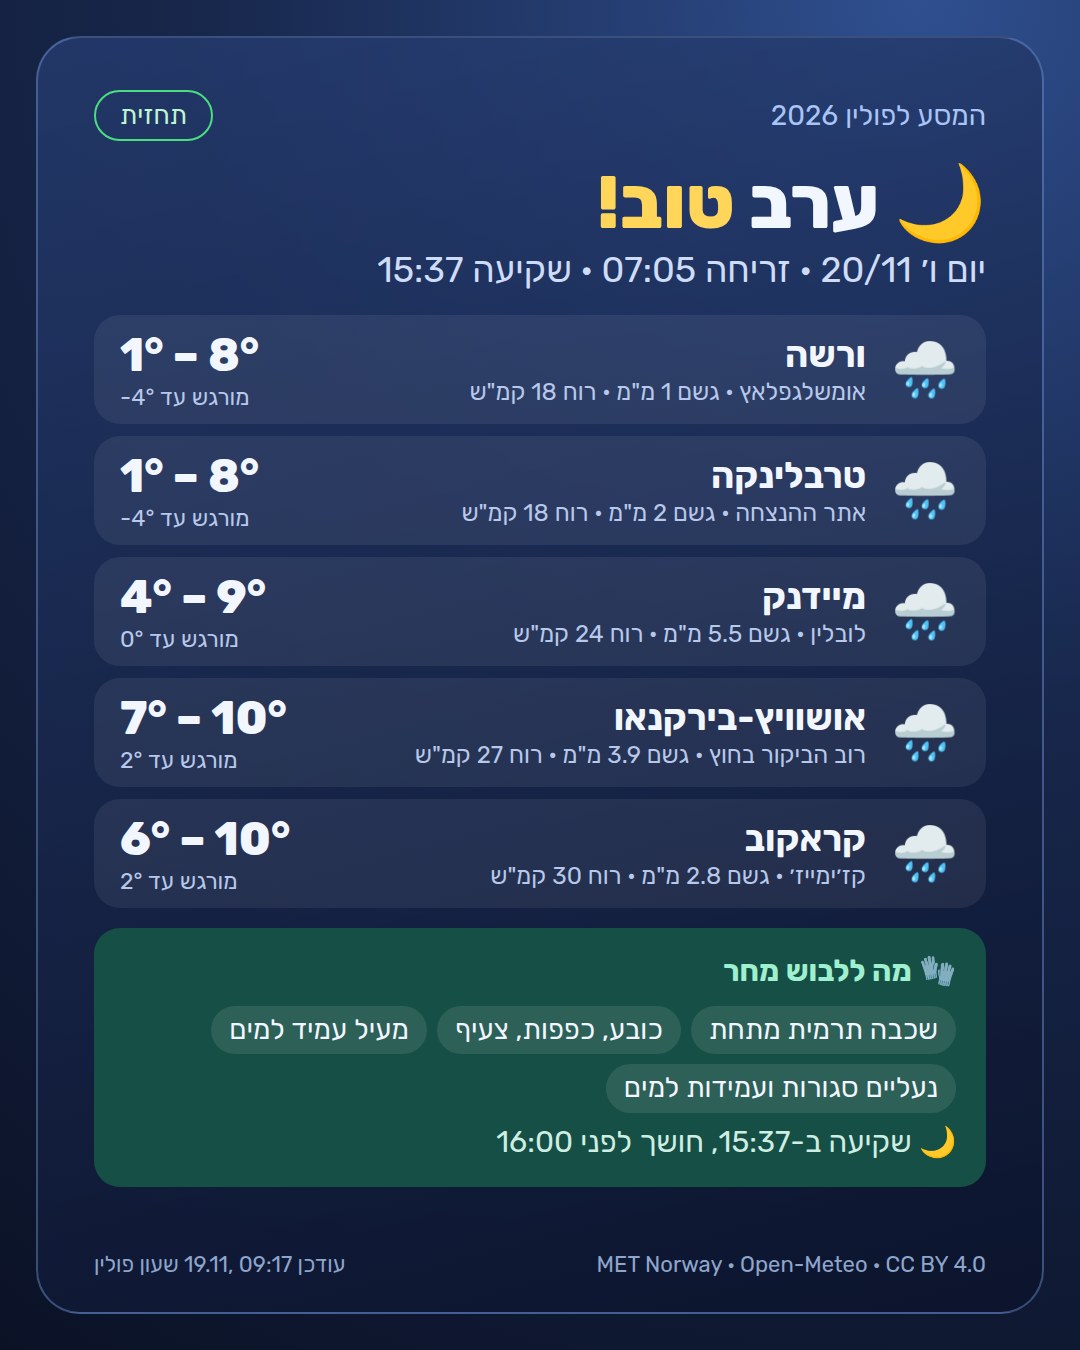 המסע לפולין 2026
תחזית
ערב טוב!
יום ו׳ 20/11 • זריחה 07:05 • שקיעה 15:37
ורשה
אומשלגפלאץ • גשם 1 מ"מ • רוח 18 קמ"ש
1° – 8°
מורגש עד -4°
טרבלינקה
אתר ההנצחה • גשם 2 מ"מ • רוח 18 קמ"ש
1° – 8°
מורגש עד -4°
מיידנק
לובלין • גשם 5.5 מ"מ • רוח 24 קמ"ש
4° – 9°
מורגש עד 0°
אושוויץ-בירקנאו
רוב הביקור בחוץ • גשם 3.9 מ"מ • רוח 27 קמ"ש
7° – 10°
מורגש עד 2°
קראקוב
קז׳ימייז׳ • גשם 2.8 מ"מ • רוח 30 קמ"ש
6° – 10°
מורגש עד 2°
מה ללבוש מחר
שכבה תרמית מתחת
כובע, כפפות, צעיף
מעיל עמיד למים
נעליים סגורות ועמידות למים
שקיעה ב-15:37, חושך לפני 16:00
MET Norway • Open-Meteo • CC BY 4.0
עודכן 09:17 ,19.11 שעון פולין